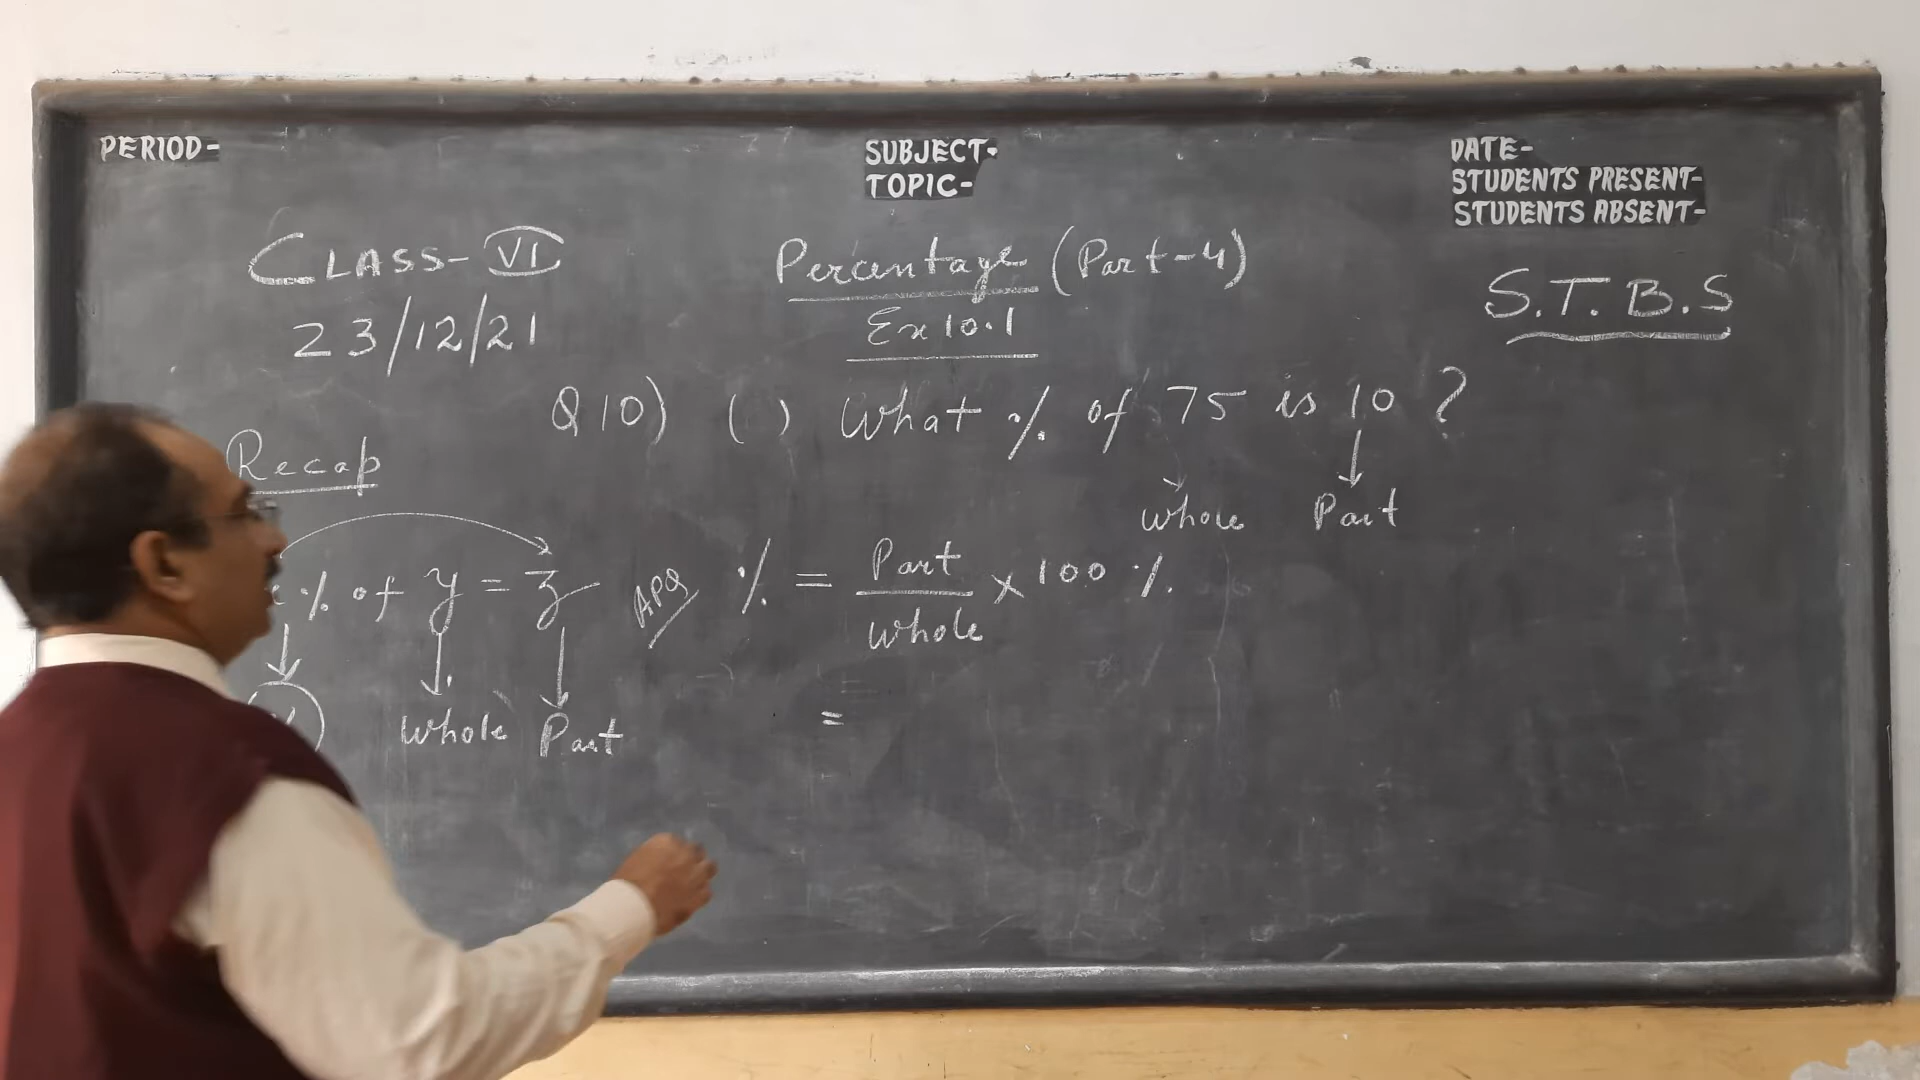 PERIOD-
SUBJECT-
TOPIC-
DATE-
STUDENTS PRESENT-
STUDENTS ABSENT-
CLASS- VI
23/12/21
Percentage (Part-4)
Ex 10.1
S.T.B.S
Q10) ( ) What % of 75 is 10 ?
whole Part
Recap
% of y = z
whole Part
APQ % = Part / whole × 100 %
=